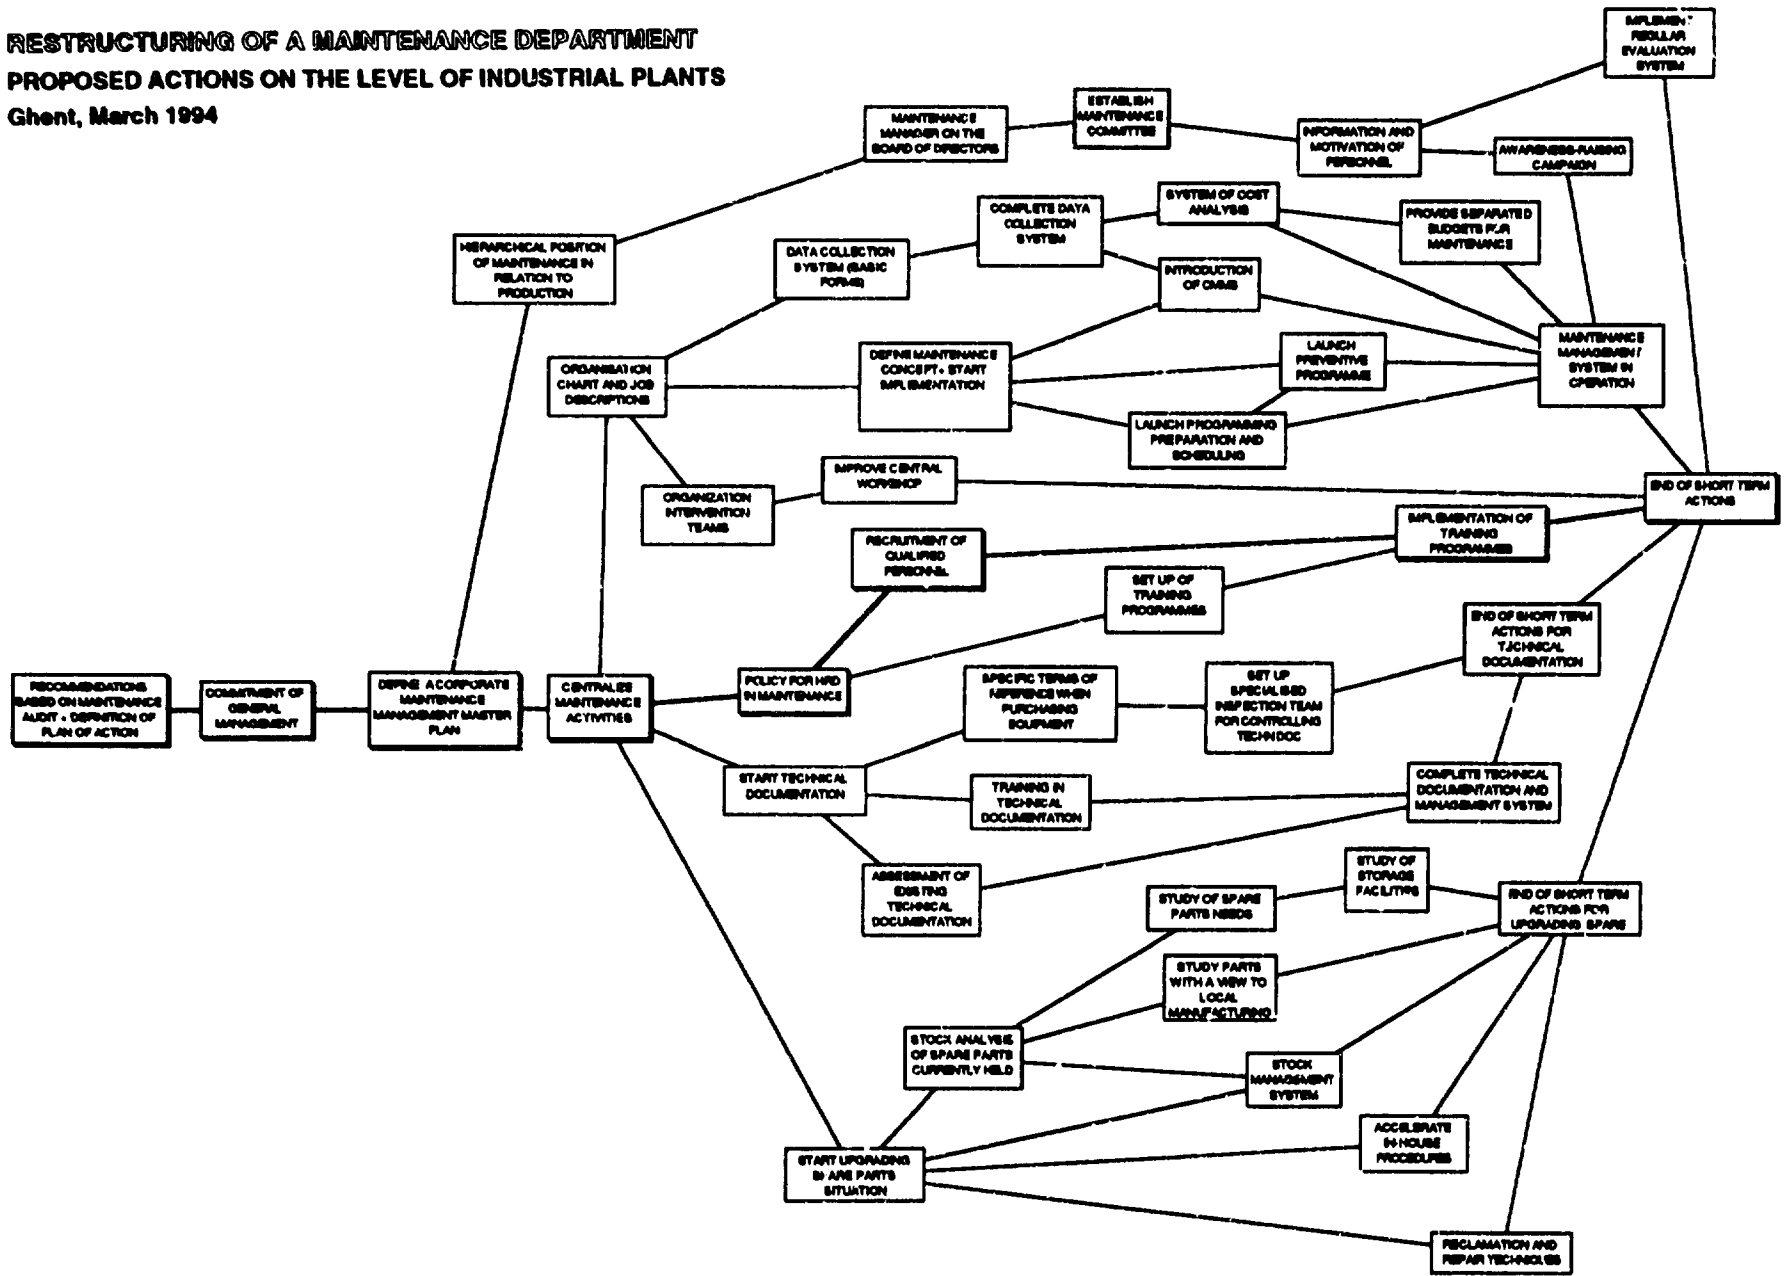 RESTRUCTURING OF A MAINTENANCE DEPARTMENT
PROPOSED ACTIONS ON THE LEVEL OF INDUSTRIAL PLANTS
Ghent, March 1994
IMPLEMENT
REGULAR
EVALUATION
SYSTEM
MAINTENANCE
MANAGER ON THE
BOARD OF DIRECTORS
ESTABLISH
MAINTENANCE
COMMITTEE
INFORMATION AND
MOTIVATION OF
PERSONNEL
AWARENESS-RAISING
CAMPAIGN
HIERARCHICAL POSITION
OF MAINTENANCE IN
RELATION TO
PRODUCTION
DATA COLLECTION
SYSTEM (BASIC
FORMS)
COMPLETE DATA
COLLECTION
SYSTEM
SYSTEM OF COST
ANALYSIS
PROVIDE SEPARATED
BUDGETS FOR
MAINTENANCE
INTRODUCTION
OF CMMS
ORGANISATION
CHART AND JOB
DESCRIPTIONS
DEFINE MAINTENANCE
CONCEPT + START
IMPLEMENTATION
LAUNCH
PREVENTIVE
PROGRAMME
MAINTENANCE
MANAGEMENT
SYSTEM IN
OPERATION
LAUNCH PROGRAMMING
PREPARATION AND
SCHEDULING
ORGANIZATION
INTERVENTION
TEAMS
IMPROVE CENTRAL
WORKSHOP
END OF SHORT TERM
ACTIONS
RECRUITMENT OF
QUALIFIED
PERSONNEL
IMPLEMENTATION OF
TRAINING
PROGRAMMES
SET UP OF
TRAINING
PROGRAMMES
END OF SHORT TERM
ACTIONS FOR
TECHNICAL
DOCUMENTATION
RECOMMENDATIONS
BASED ON MAINTENANCE
AUDIT + DEFINITION OF
PLAN OF ACTION
COMMITMENT OF
GENERAL
MANAGEMENT
DEFINE A CORPORATE
MAINTENANCE
MANAGEMENT MASTER
PLAN
CENTRALIZE
MAINTENANCE
ACTIVITIES
POLICY FOR HRD
IN MAINTENANCE
SPECIFIC TERMS OF
REFERENCE WHEN
PURCHASING
EQUIPMENT
SET UP
SPECIALISED
INSPECTION TEAM
FOR CONTROLLING
TECHN DOC
START TECHNICAL
DOCUMENTATION
TRAINING IN
TECHNICAL
DOCUMENTATION
COMPLETE TECHNICAL
DOCUMENTATION AND
MANAGEMENT SYSTEM
ASSESSMENT OF
EXISTING
TECHNICAL
DOCUMENTATION
STUDY OF SPARE
PARTS NEEDS
STUDY OF
STORAGE
FACILITIES
END OF SHORT TERM
ACTIONS FOR
UPGRADING SPARE
STUDY PARTS
WITH A VIEW TO
LOCAL
MANUFACTURING
STOCK ANALYSIS
OF SPARE PARTS
CURRENTLY HELD
STOCK
MANAGEMENT
SYSTEM
ACCELERATE
IN-HOUSE
PROCEDURES
START UPGRADING
SPARE PARTS
SITUATION
RECLAMATION AND
REPAIR TECHNIQUES